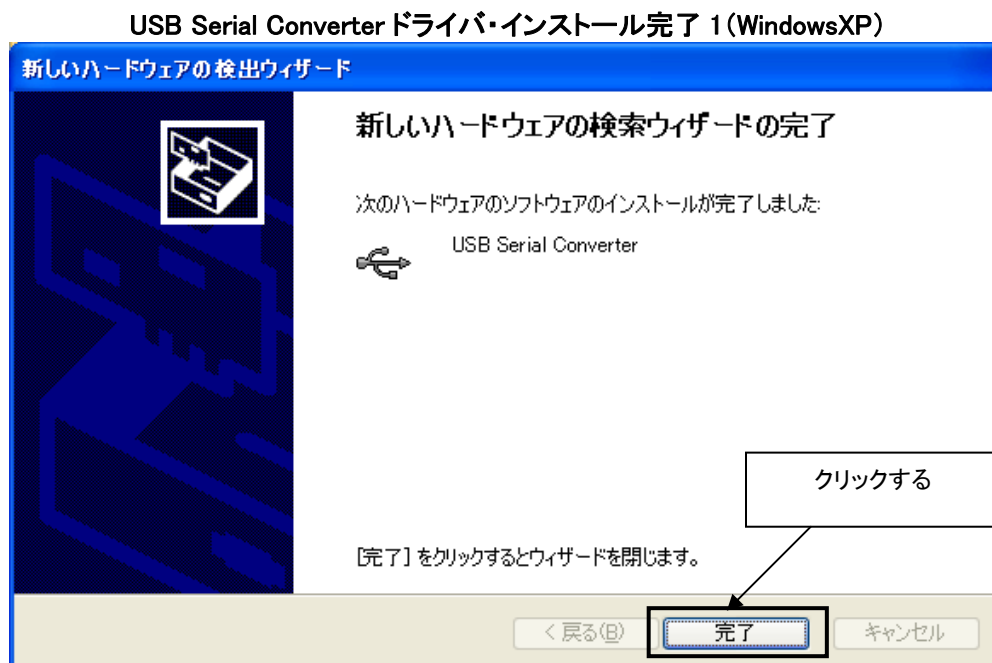 USB Serial Converterドライバ・インストール完了 1(WindowsXP)
新しいハードウェアの検出ウィザード
新しいハードウェアの検索ウィザードの完了
次のハードウェアのソフトウェアのインストールが完了しました:
USB Serial Converter
クリックする
[完了] をクリックするとウィザードを閉じます。
< 戻る(B)
完了
キャンセル